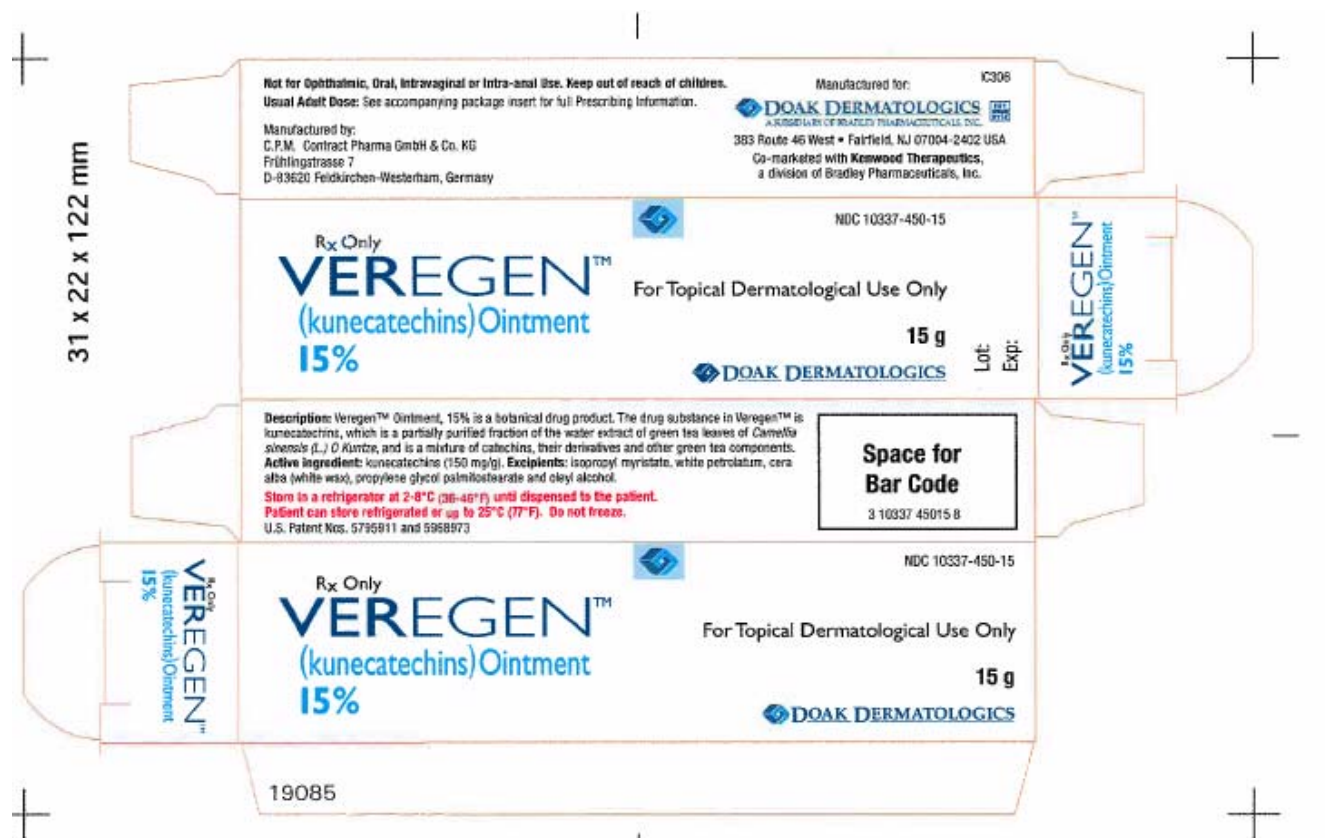 31 x 22 x 122 mm
Not for Ophthalmic, Oral, Intravaginal or Intra-anal Use. Keep out of reach of children.
Usual Adult Dose: See accompanying package insert for full Prescribing Information.
Manufactured by:
C.P.M. Contract Pharma GmbH & Co. KG
Frühlingstrasse 7
D-83620 Feldkirchen-Westerham, Germany
IC306
Manufactured for:
DOAK DERMATOLOGICS
A SUBSIDIARY OF BRADLEY PHARMACEUTICALS, INC.
383 Route 46 West • Fairfield, NJ 07004-2402 USA
Co-marketed with Kenwood Therapeutics,
a division of Bradley Pharmaceuticals, Inc.
NDC 10337-450-15
Rx Only
VEREGEN™
(kunecatechins) Ointment
15%
For Topical Dermatological Use Only
15 g
DOAK DERMATOLOGICS
Lot:
Exp:
Rx Only
VEREGEN™
(kunecatechins) Ointment
15%
Description: Veregen™ Ointment, 15% is a botanical drug product. The drug substance in Veregen™ is
kunecatechins, which is a partially purified fraction of the water extract of green tea leaves of Camellia
sinensis (L.) O Kuntze, and is a mixture of catechins, their derivatives and other green tea components.
Active ingredient: kunecatechins (150 mg/g). Excipients: isopropyl myristate, white petrolatum, cera
alba (white wax), propylene glycol palmitostearate and oleyl alcohol.
Store in a refrigerator at 2-8°C (36-46°F) until dispensed to the patient.
Patient can store refrigerated or up to 25°C (77°F). Do not freeze.
U.S. Patent Nos. 5795911 and 5968973
Space for
Bar Code
3 10337 45015 8
Rx Only
VEREGEN™
(kunecatechins) Ointment
15%
NDC 10337-450-15
Rx Only
VEREGEN™
(kunecatechins) Ointment
15%
For Topical Dermatological Use Only
15 g
DOAK DERMATOLOGICS
19085